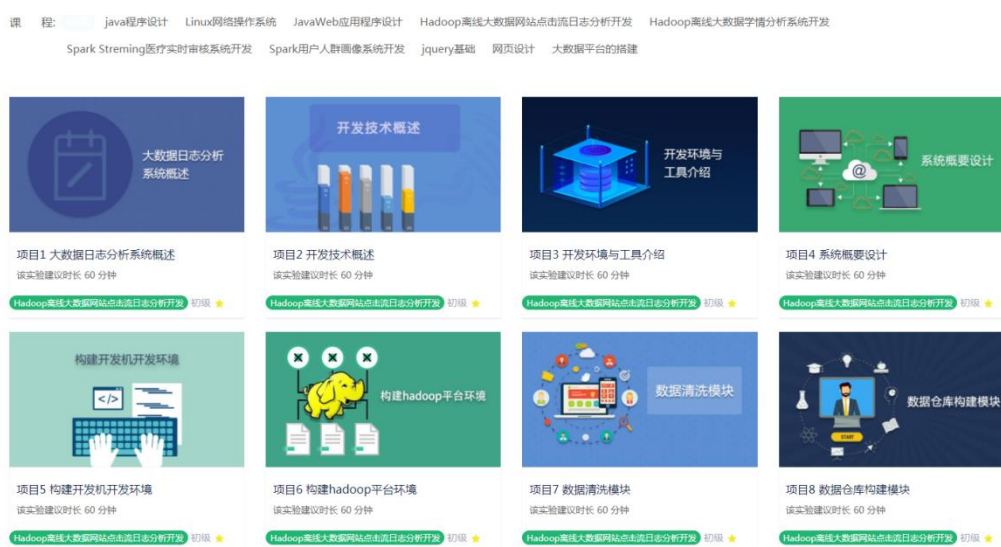 课 程: java程序设计 Linux网络操作系统 JavaWeb应用程序设计 Hadoop离线大数据网站点击流日志分析开发 Hadoop离线大数据学情分析系统开发
Spark Streming医疗实时审核系统开发 Spark用户人群画像系统开发 jquery基础 网页设计 大数据平台的搭建
大数据日志分析
系统概述
开发技术概述
开发环境与
工具介绍
@
系统概要设计
项目1 大数据日志分析系统概述
该实验建议时长 60 分钟
Hadoop离线大数据网站点击流日志分析开发 初级
项目2 开发技术概述
该实验建议时长 60 分钟
Hadoop离线大数据网站点击流日志分析开发 初级
项目3 开发环境与工具介绍
该实验建议时长 60 分钟
Hadoop离线大数据网站点击流日志分析开发 初级
项目4 系统概要设计
该实验建议时长 60 分钟
Hadoop离线大数据网站点击流日志分析开发 初级
构建开发机开发环境
</>
构建hadoop平台环境
数据清洗模块
数据仓库构建模块
START
项目5 构建开发机开发环境
该实验建议时长 60 分钟
Hadoop离线大数据网站点击流日志分析开发 初级
项目6 构建hadoop平台环境
该实验建议时长 60 分钟
Hadoop离线大数据网站点击流日志分析开发 初级
项目7 数据清洗模块
该实验建议时长 60 分钟
Hadoop离线大数据网站点击流日志分析开发 初级
项目8 数据仓库构建模块
该实验建议时长 60 分钟
Hadoop离线大数据网站点击流日志分析开发 初级